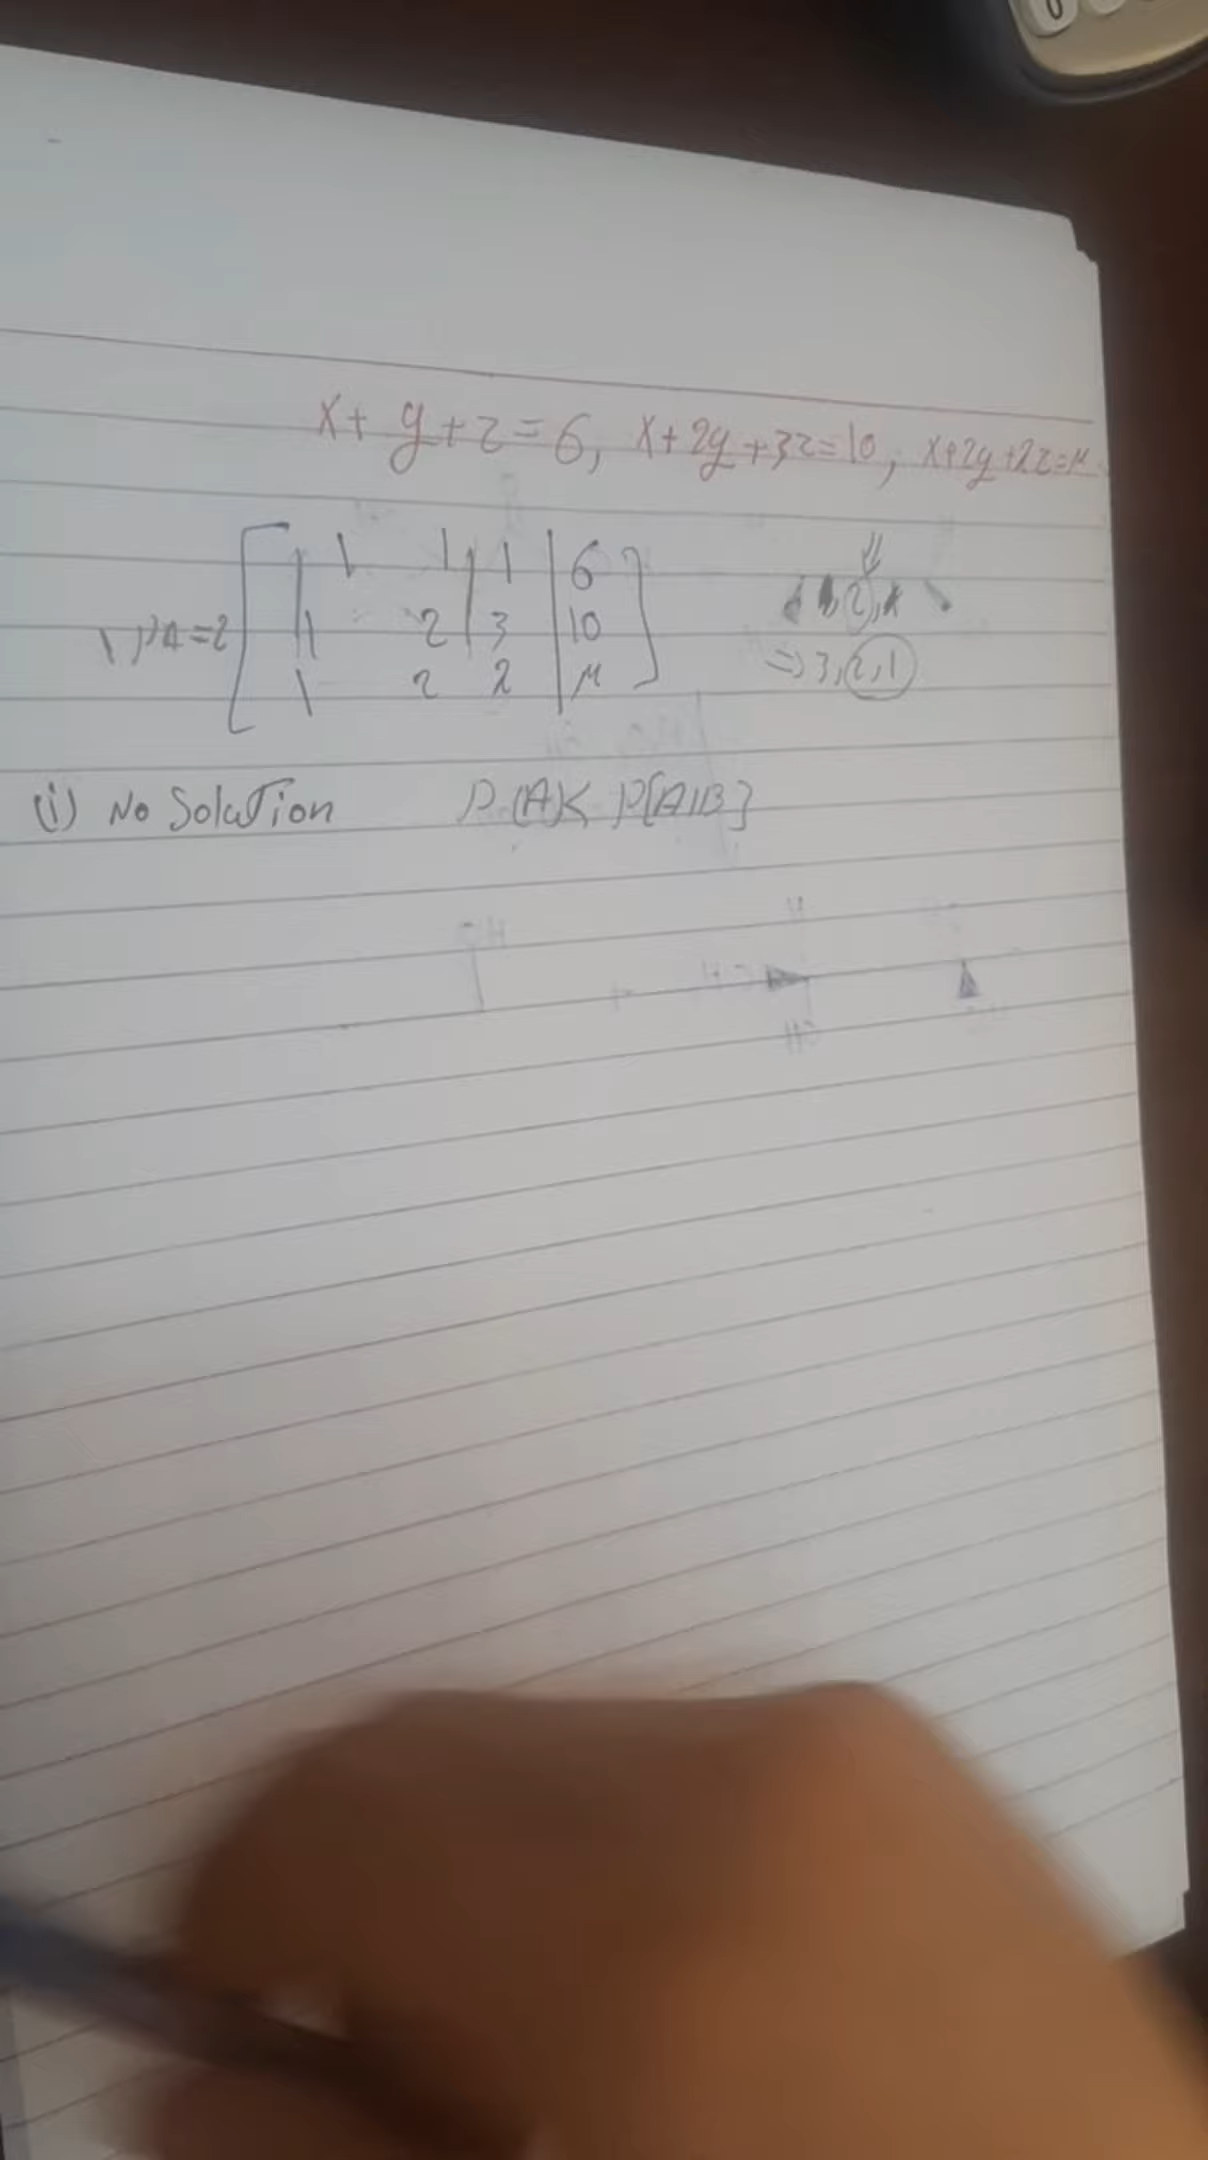 x + y + z = 6, x + 2y + 3z = 10, x + 2y + 2z = μ
1 1 1 | 6
1 2 3 | 10
1 2 2 | μ
⇒ 3, 2, 1
(i) No Solution ρ(A) < ρ[A|B]